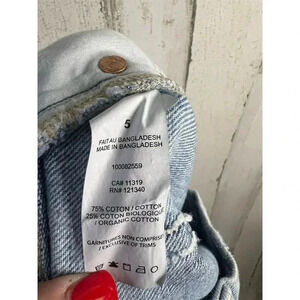 5
FAIT AU BANGLADESH
MADE IN BANGLADESH
100082559
CA# 11319
RN# 121340
75% COTON / COTTON
25% COTON BIOLOGIQUE
/ ORGANIC COTTON
GARNITURES NON COMPRISES
/ EXCLUSIVE OF TRIMS